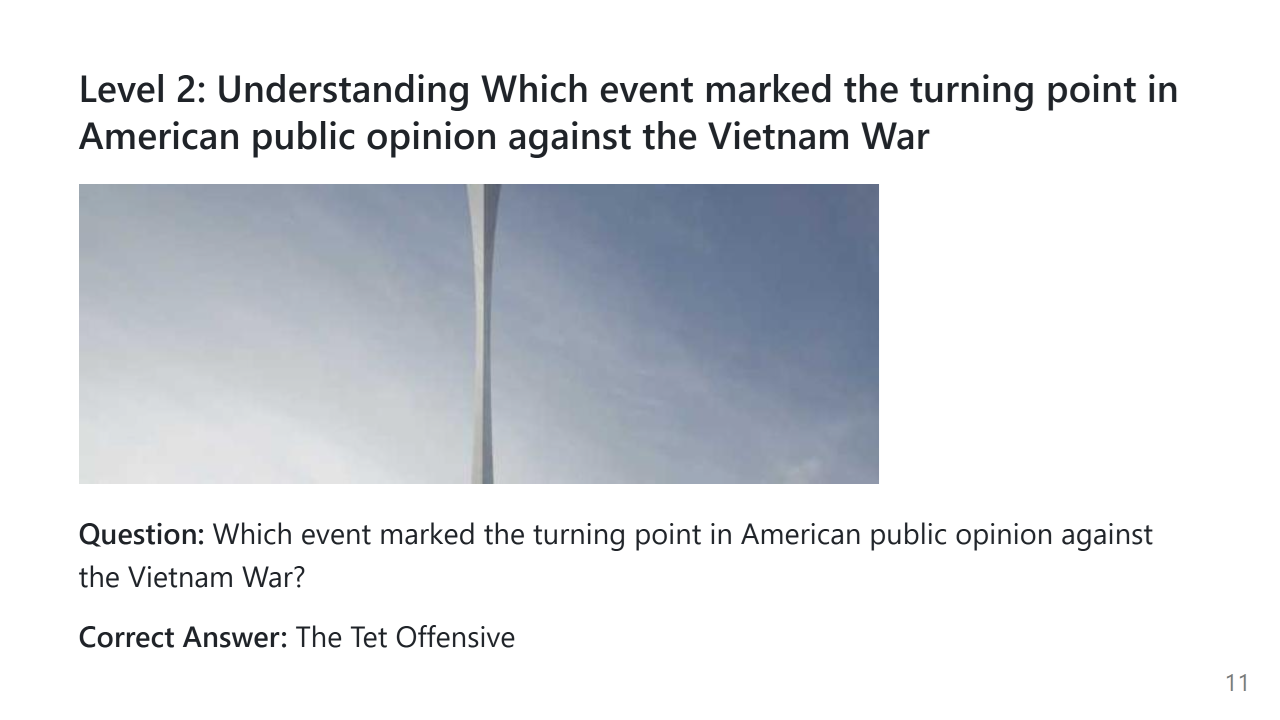 Level 2: Understanding Which event marked the turning point in
American public opinion against the Vietnam War
Question: Which event marked the turning point in American public opinion against
the Vietnam War?
Correct Answer: The Tet Offensive
11